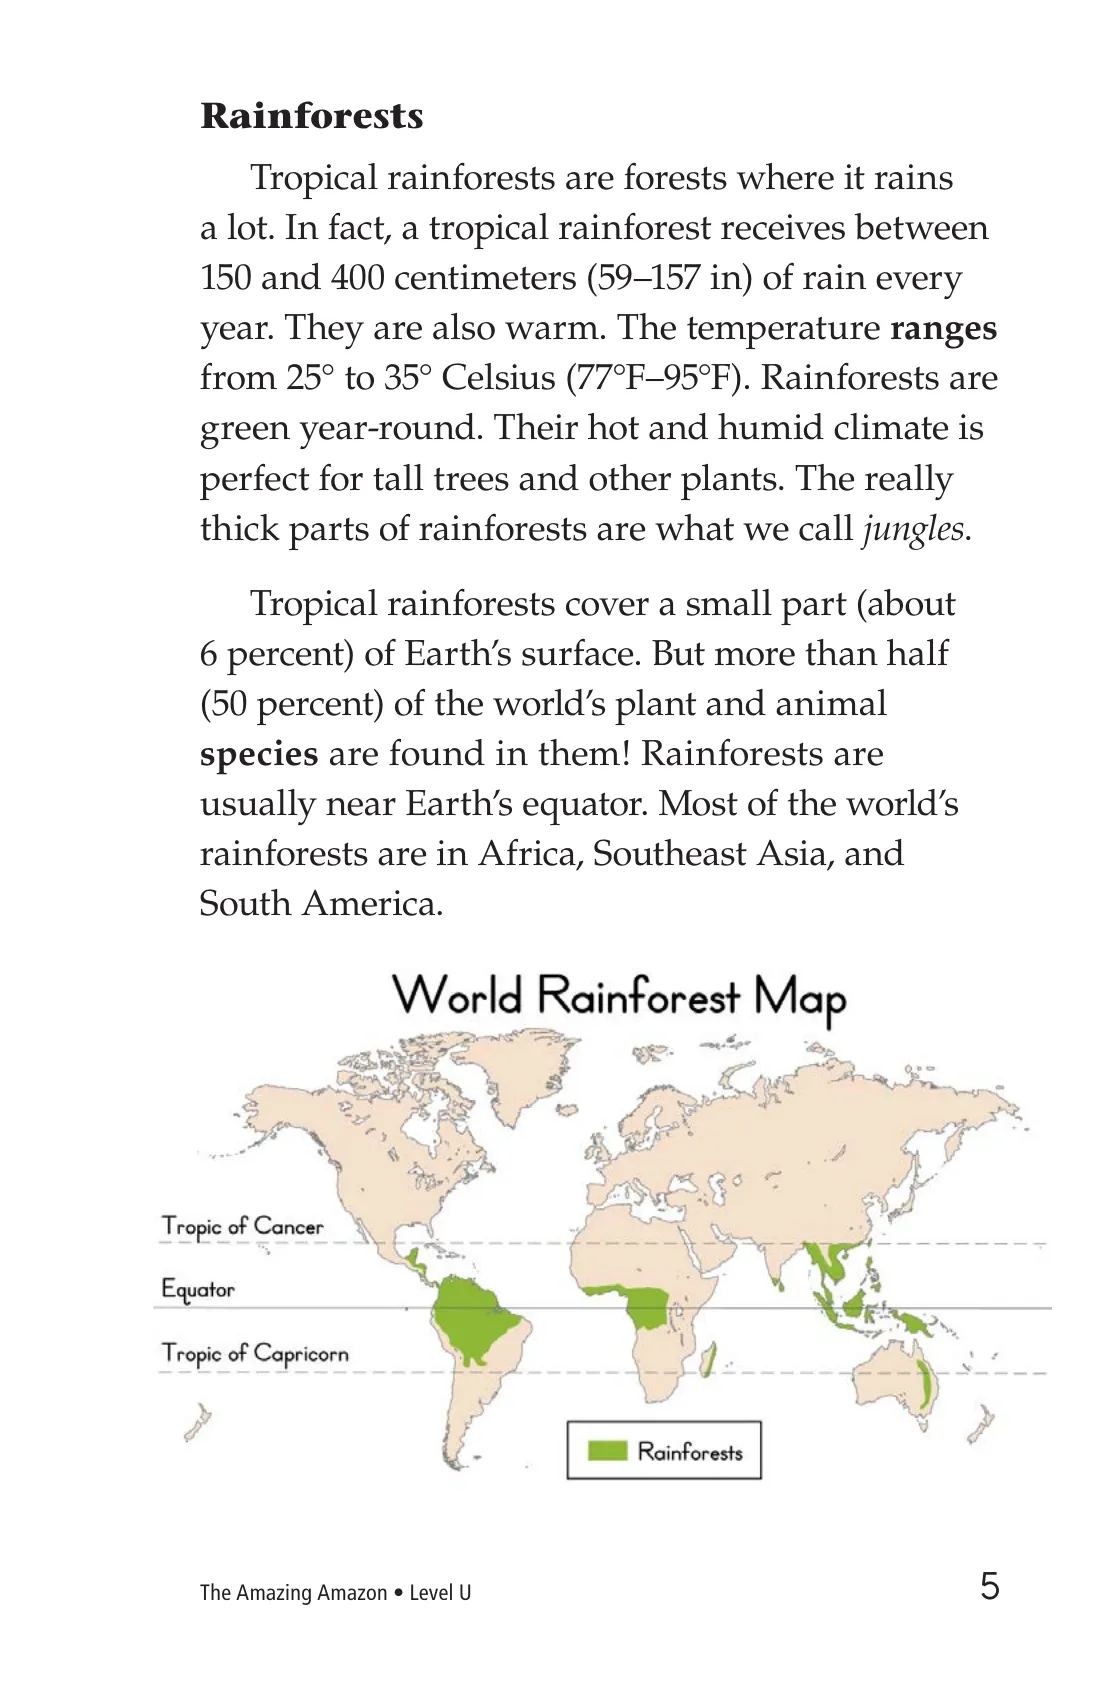 Rainforests
Tropical rainforests are forests where it rains
a lot. In fact, a tropical rainforest receives between
150 and 400 centimeters (59–157 in) of rain every
year. They are also warm. The temperature ranges
from 25° to 35° Celsius (77°F–95°F). Rainforests are
green year-round. Their hot and humid climate is
perfect for tall trees and other plants. The really
thick parts of rainforests are what we call jungles.
Tropical rainforests cover a small part (about
6 percent) of Earth’s surface. But more than half
(50 percent) of the world’s plant and animal
species are found in them! Rainforests are
usually near Earth’s equator. Most of the world’s
rainforests are in Africa, Southeast Asia, and
South America.
World Rainforest Map
Tropic of Cancer
Equator
Tropic of Capricorn
Rainforests
The Amazing Amazon • Level U
5